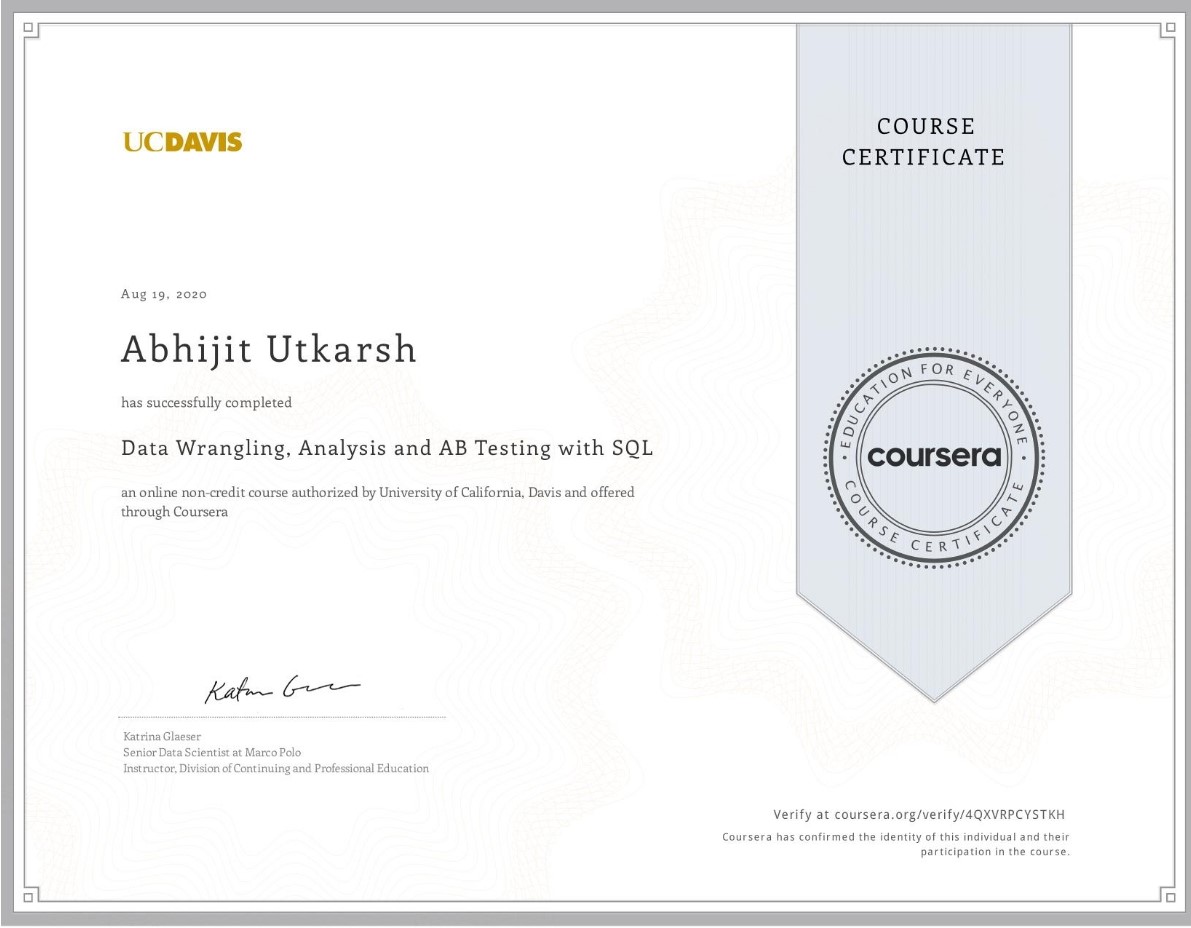 UCDAVIS
COURSE
CERTIFICATE
Aug 19, 2020
Abhijit Utkarsh
has successfully completed
Data Wrangling, Analysis and AB Testing with SQL
an online non-credit course authorized by University of California, Davis and offered
through Coursera
EDUCATION FOR EVERYONE
coursera
COURSE CERTIFICATE
Katrina Glaeser
Senior Data Scientist at Marco Polo
Instructor, Division of Continuing and Professional Education
Verify at coursera.org/verify/4QXVRPCYSTKH
Coursera has confirmed the identity of this individual and their
participation in the course.